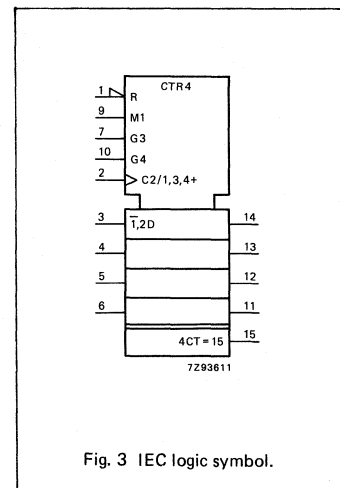 CTR4
1 R
9 M1
7 G3
10 G4
2 C2/1,3,4+
3 1̅,2D 14
4 13
5 12
6 11
4CT=15 15
7Z93611
Fig. 3 IEC logic symbol.